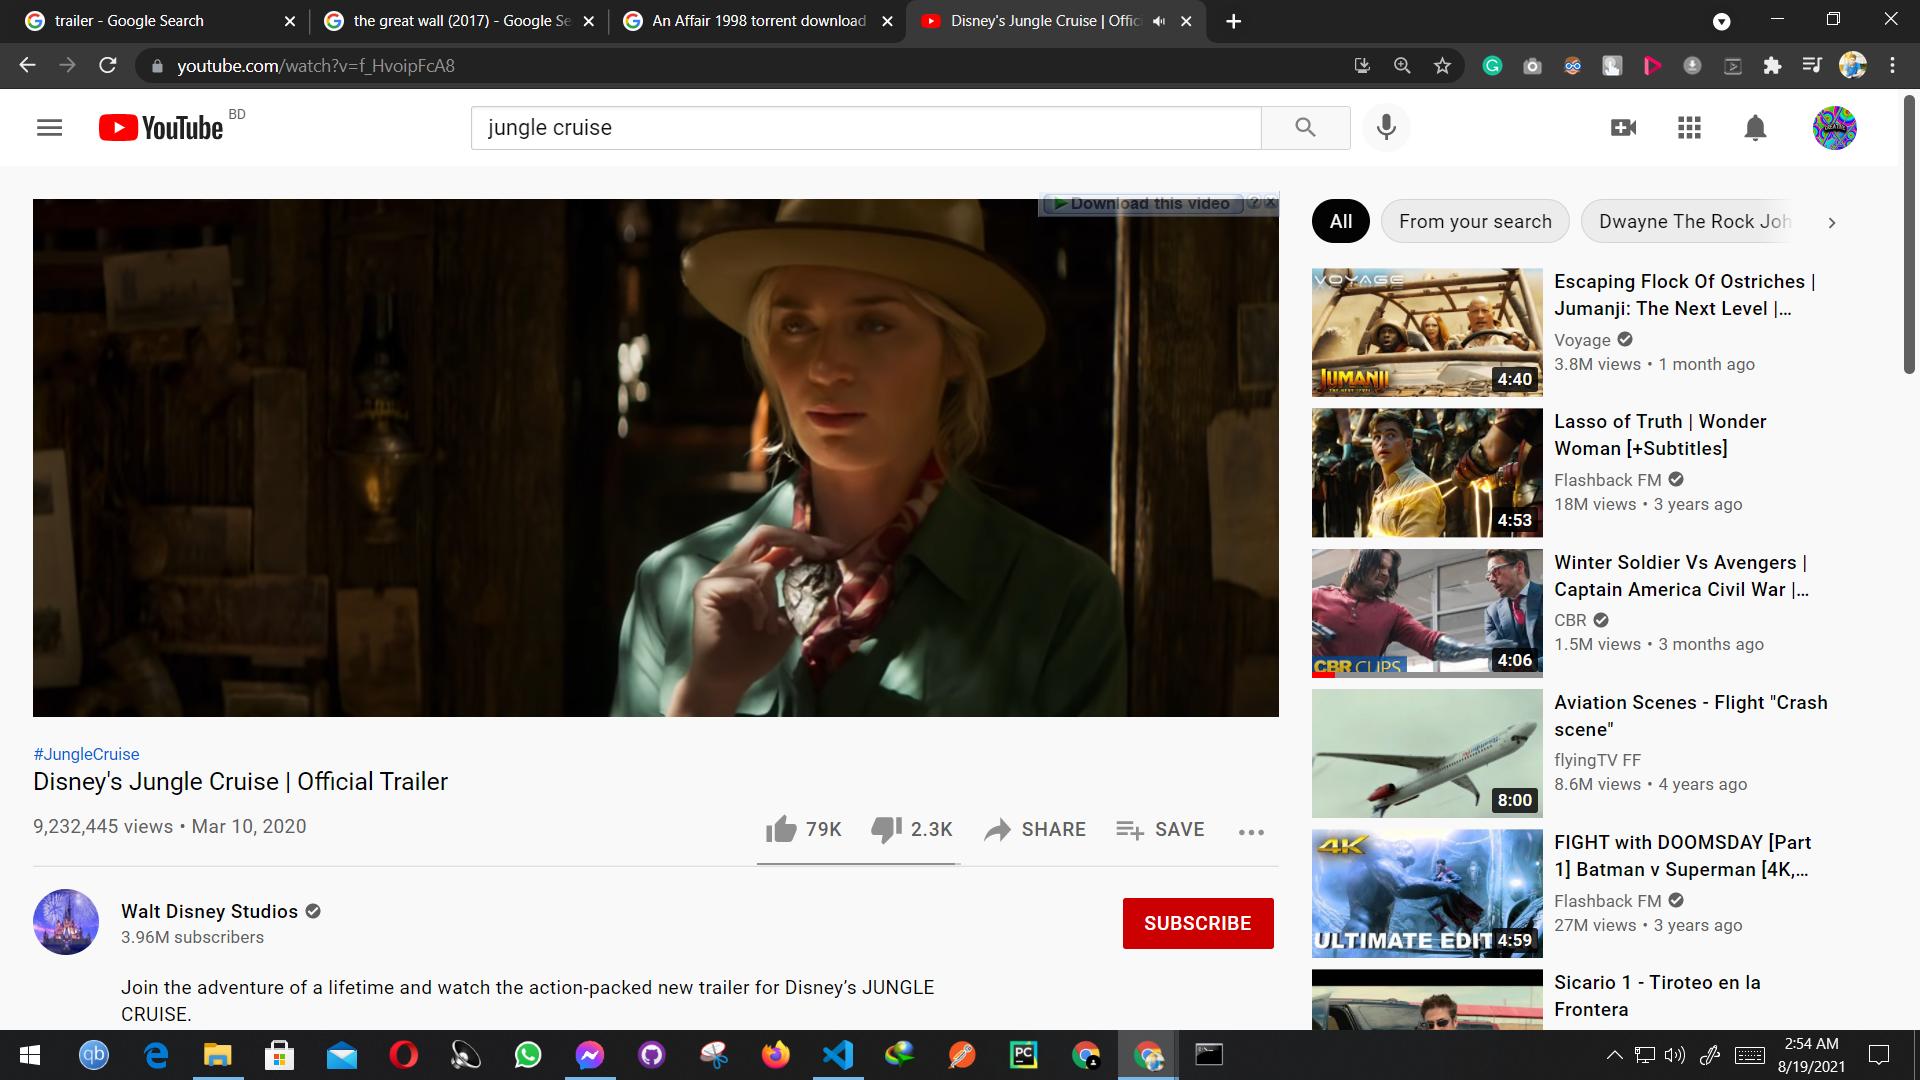 trailer - Google Search
the great wall (2017) - Google Se
An Affair 1998 torrent download
Disney's Jungle Cruise | Offic
youtube.com/watch?v=f_HvoipFcA8
YouTube BD
jungle cruise
Download this video
All
From your search
Dwayne The Rock Joh
VOYAGE
JUMANJI
THE NEXT LEVEL
4:40
Escaping Flock Of Ostriches |
Jumanji: The Next Level |...
Voyage
3.8M views • 1 month ago
4:53
Lasso of Truth | Wonder
Woman [+Subtitles]
Flashback FM
18M views • 3 years ago
CBR CLIPS
4:06
Winter Soldier Vs Avengers |
Captain America Civil War |...
CBR
1.5M views • 3 months ago
8:00
Aviation Scenes - Flight "Crash
scene"
flyingTV FF
8.6M views • 4 years ago
4K
ULTIMATE EDIT
4:59
FIGHT with DOOMSDAY [Part
1] Batman v Superman [4K,...
Flashback FM
27M views • 3 years ago
Sicario 1 - Tiroteo en la
Frontera
#JungleCruise
Disney's Jungle Cruise | Official Trailer
9,232,445 views • Mar 10, 2020
79K
2.3K
SHARE
SAVE
Walt Disney Studios
3.96M subscribers
SUBSCRIBE
Join the adventure of a lifetime and watch the action-packed new trailer for Disney’s JUNGLE
CRUISE.
qb
PC
2:54 AM
8/19/2021